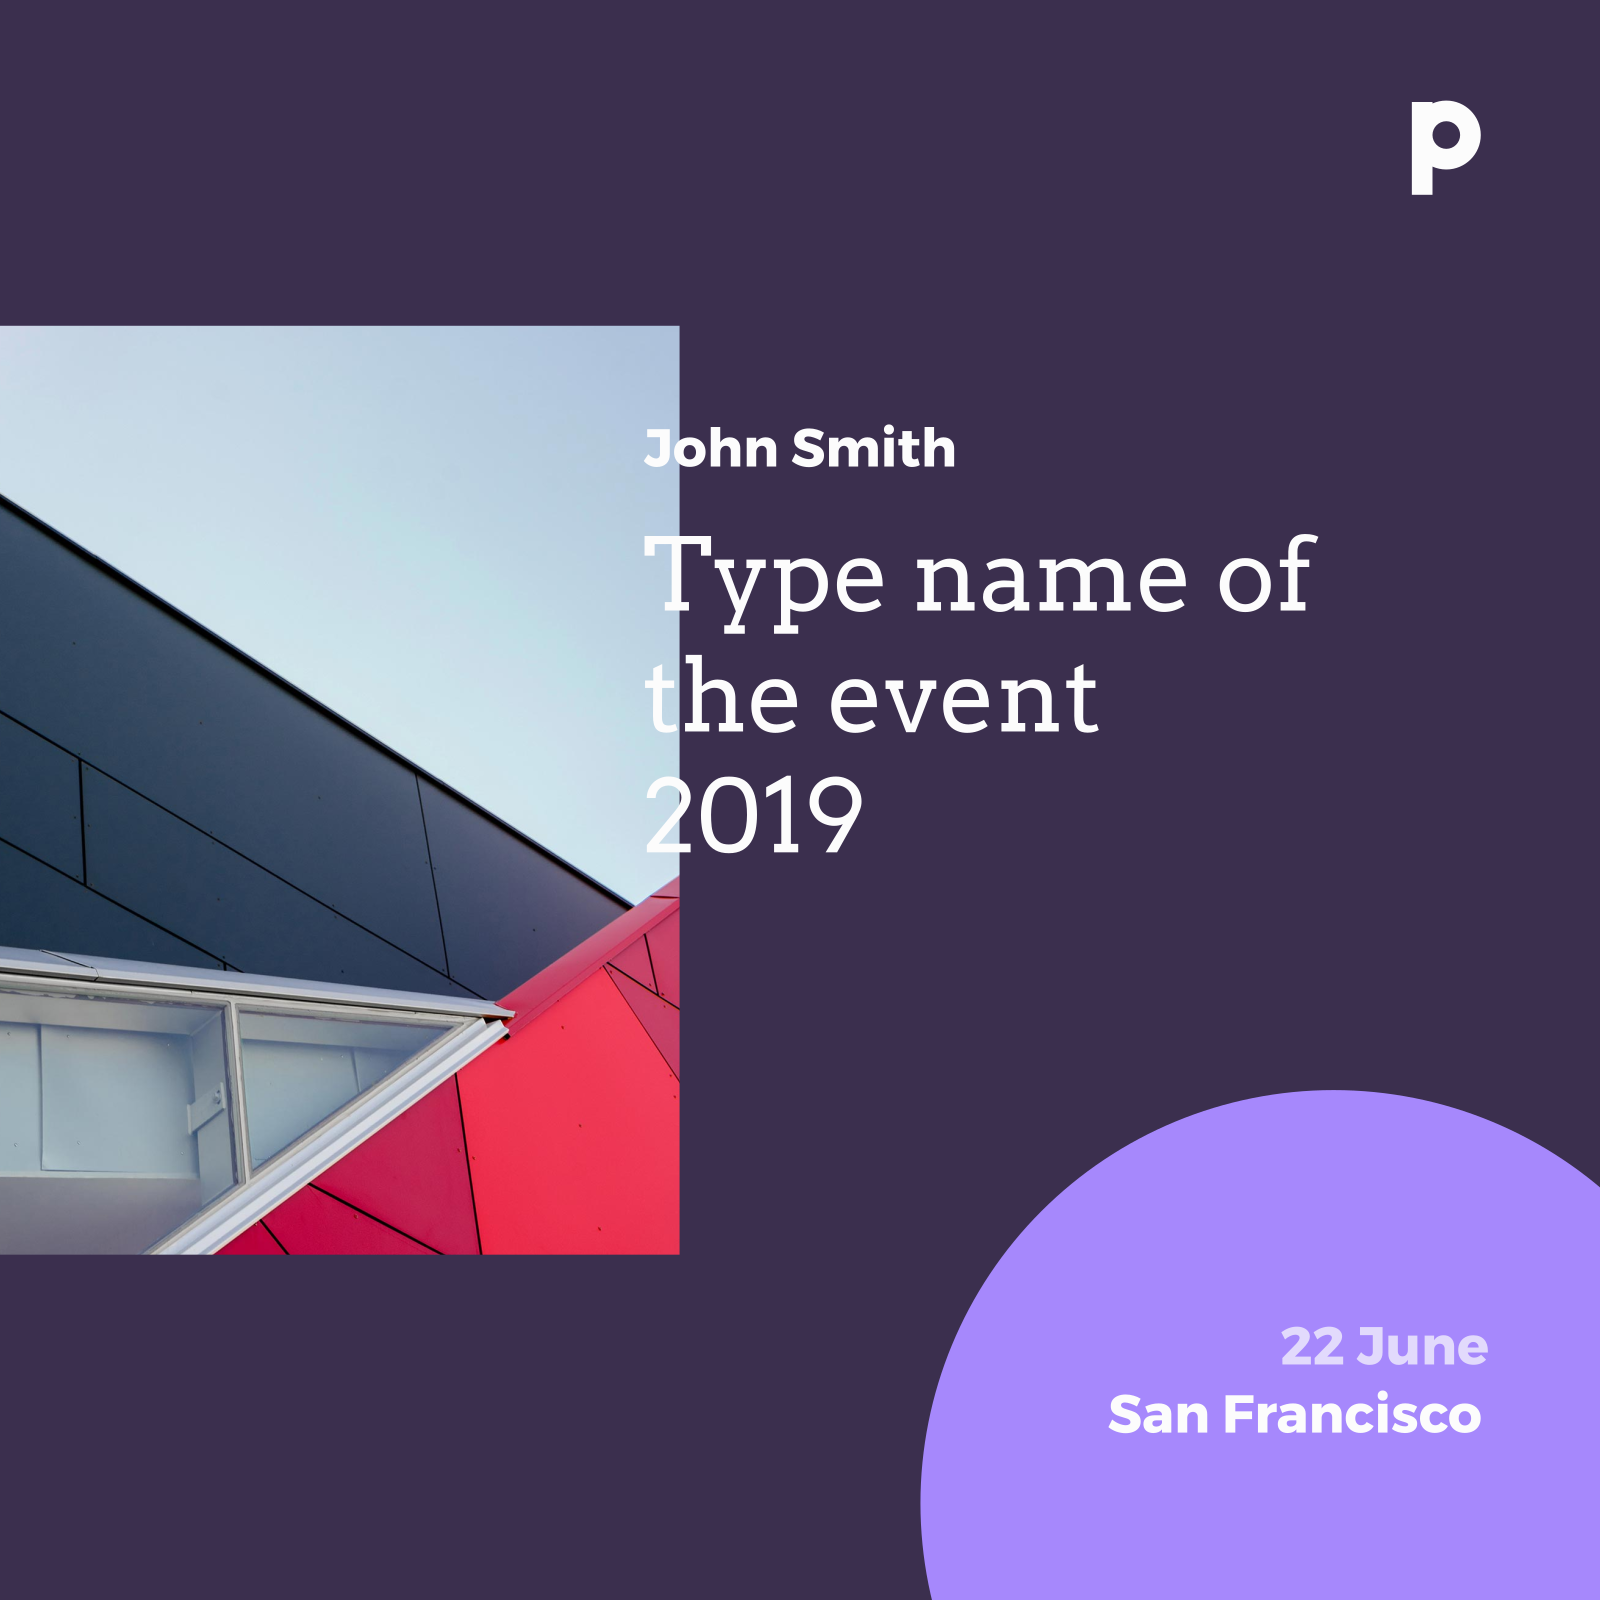 p
John Smith
Type name of
the event
2019
22 June
San Francisco